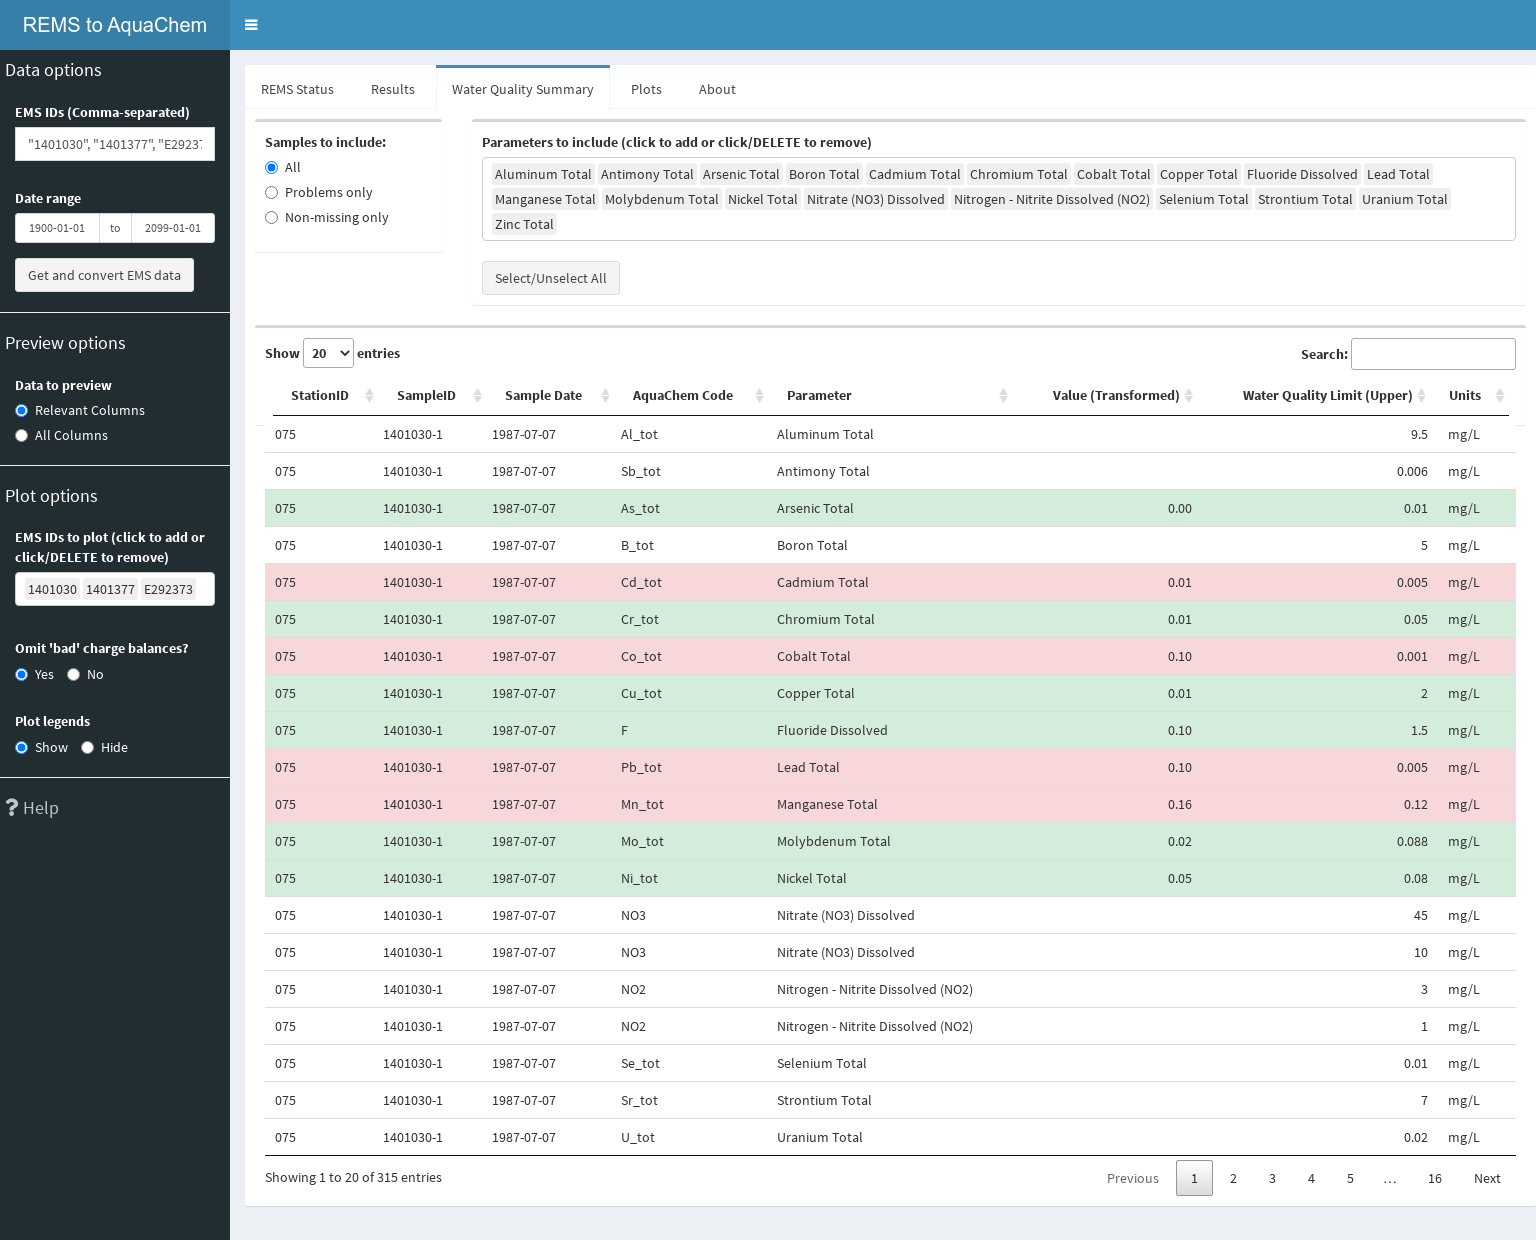 REMS to AquaChem
Data options
EMS IDs (Comma-separated)
"1401030", "1401377", "E29237
Date range
1900-01-01 to 2099-01-01
Get and convert EMS data
Preview options
Data to preview
Relevant Columns
All Columns
Plot options
EMS IDs to plot (click to add or
click/DELETE to remove)
1401030 1401377 E292373
Omit 'bad' charge balances?
Yes No
Plot legends
Show Hide
? Help
REMS Status Results Water Quality Summary Plots About
Samples to include:
All
Problems only
Non-missing only
Parameters to include (click to add or click/DELETE to remove)
Aluminum Total Antimony Total Arsenic Total Boron Total Cadmium Total Chromium Total Cobalt Total Copper Total Fluoride Dissolved Lead Total
Manganese Total Molybdenum Total Nickel Total Nitrate (NO3) Dissolved Nitrogen - Nitrite Dissolved (NO2) Selenium Total Strontium Total Uranium Total
Zinc Total
Select/Unselect All
Show 20 entries Search:
StationID SampleID Sample Date AquaChem Code Parameter Value (Transformed) Water Quality Limit (Upper) Units
075 1401030-1 1987-07-07 Al_tot Aluminum Total 9.5 mg/L
075 1401030-1 1987-07-07 Sb_tot Antimony Total 0.006 mg/L
075 1401030-1 1987-07-07 As_tot Arsenic Total 0.00 0.01 mg/L
075 1401030-1 1987-07-07 B_tot Boron Total 5 mg/L
075 1401030-1 1987-07-07 Cd_tot Cadmium Total 0.01 0.005 mg/L
075 1401030-1 1987-07-07 Cr_tot Chromium Total 0.01 0.05 mg/L
075 1401030-1 1987-07-07 Co_tot Cobalt Total 0.10 0.001 mg/L
075 1401030-1 1987-07-07 Cu_tot Copper Total 0.01 2 mg/L
075 1401030-1 1987-07-07 F Fluoride Dissolved 0.10 1.5 mg/L
075 1401030-1 1987-07-07 Pb_tot Lead Total 0.10 0.005 mg/L
075 1401030-1 1987-07-07 Mn_tot Manganese Total 0.16 0.12 mg/L
075 1401030-1 1987-07-07 Mo_tot Molybdenum Total 0.02 0.088 mg/L
075 1401030-1 1987-07-07 Ni_tot Nickel Total 0.05 0.08 mg/L
075 1401030-1 1987-07-07 NO3 Nitrate (NO3) Dissolved 45 mg/L
075 1401030-1 1987-07-07 NO3 Nitrate (NO3) Dissolved 10 mg/L
075 1401030-1 1987-07-07 NO2 Nitrogen - Nitrite Dissolved (NO2) 3 mg/L
075 1401030-1 1987-07-07 NO2 Nitrogen - Nitrite Dissolved (NO2) 1 mg/L
075 1401030-1 1987-07-07 Se_tot Selenium Total 0.01 mg/L
075 1401030-1 1987-07-07 Sr_tot Strontium Total 7 mg/L
075 1401030-1 1987-07-07 U_tot Uranium Total 0.02 mg/L
Showing 1 to 20 of 315 entries Previous 1 2 3 4 5 … 16 Next